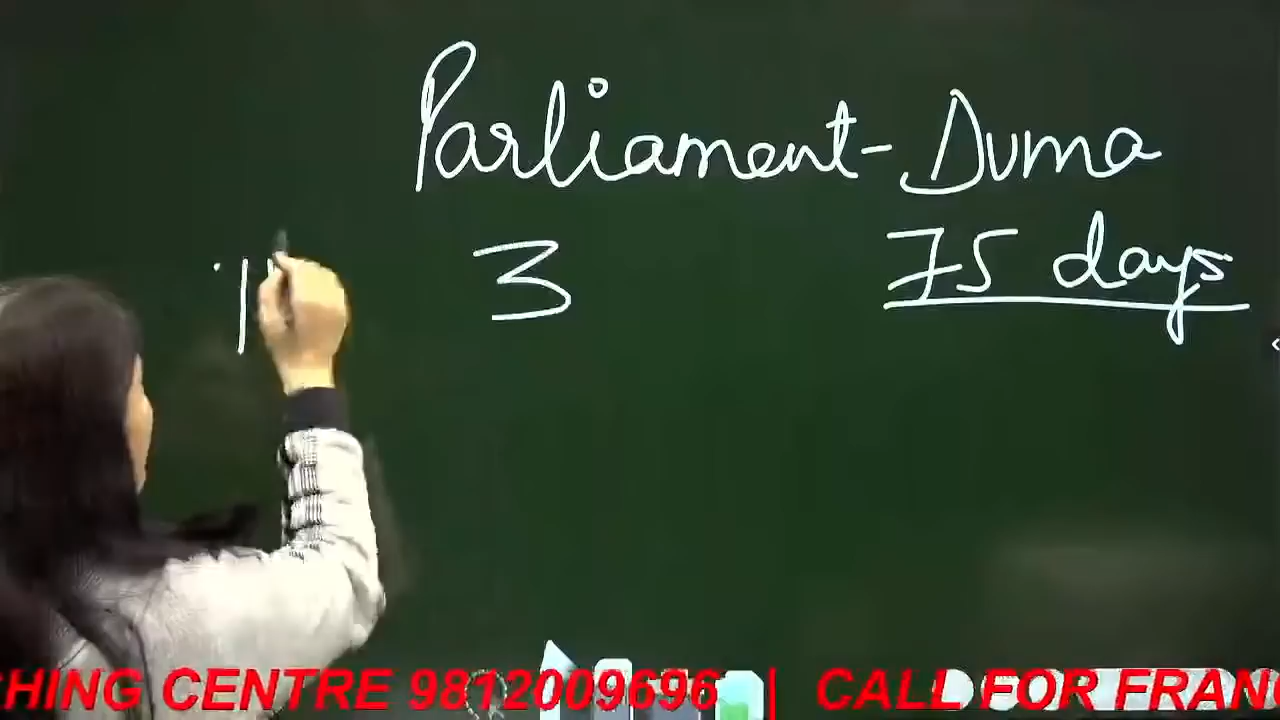 Parliament - Duma
3 75 days
HING CENTRE 9812009696 | CALL FOR FRAN